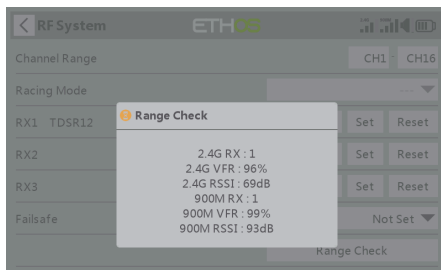 RF System
ETHOS
Channel Range
CH1 - CH16
Racing Mode
---
RX1 TDSR12
Set
Reset
RX2
Set
Reset
RX3
Set
Reset
Failsafe
Not Set
Range Check
Range Check
2.4G RX : 1
2.4G VFR : 96%
2.4G RSSI : 69dB
900M RX : 1
900M VFR : 99%
900M RSSI : 93dB